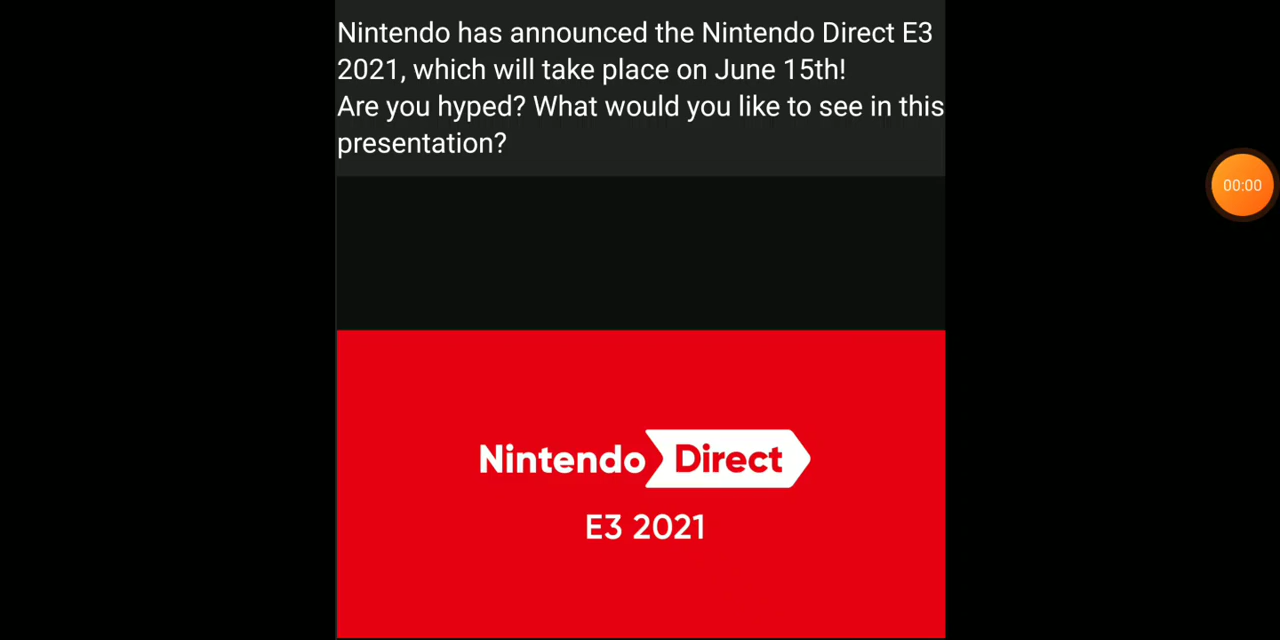 Nintendo has announced the Nintendo Direct E3
2021, which will take place on June 15th!
Are you hyped? What would you like to see in this
presentation?
00:00
Nintendo Direct
E3 2021